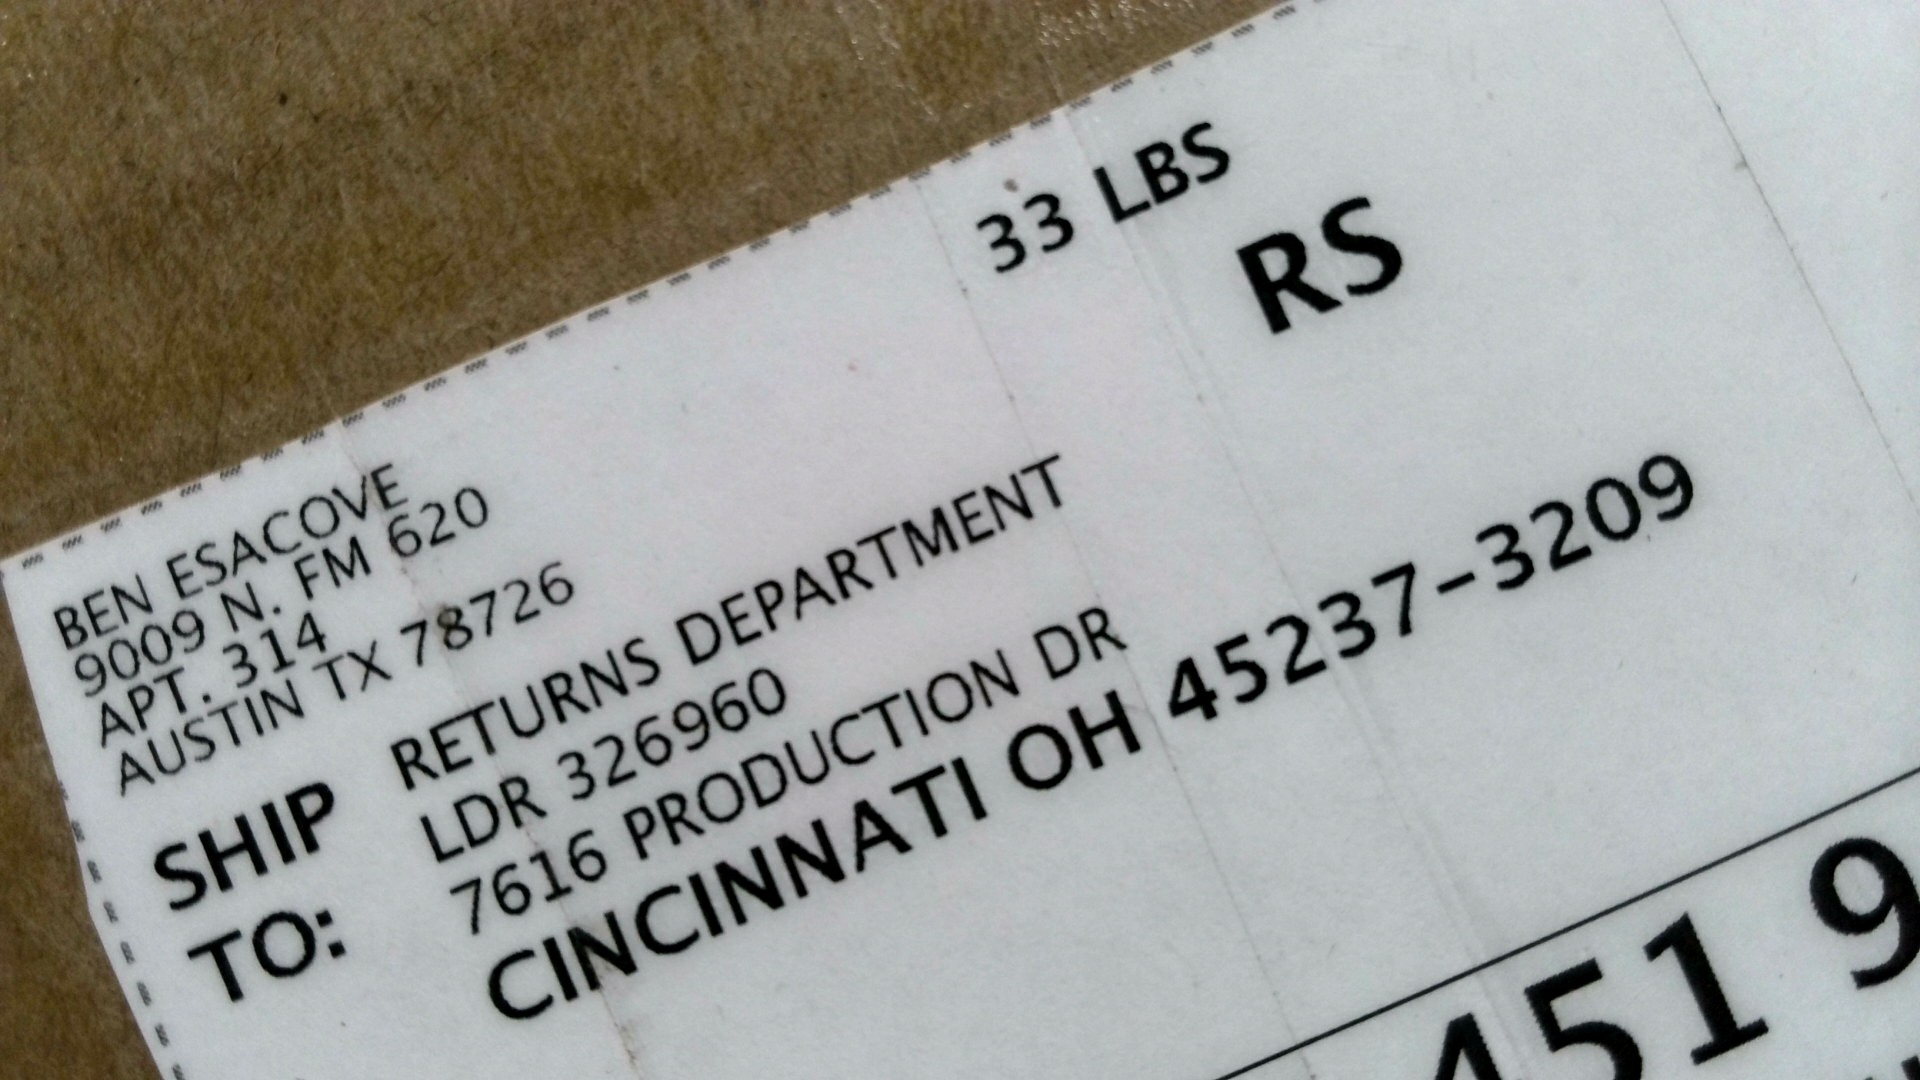 33 LBS
RS
BEN ESACOVE
9009 N. FM 620
APT. 314
AUSTIN TX 78726
SHIP TO:
RETURNS DEPARTMENT
LDR 326960
7616 PRODUCTION DR
CINCINNATI OH 45237-3209
451 9